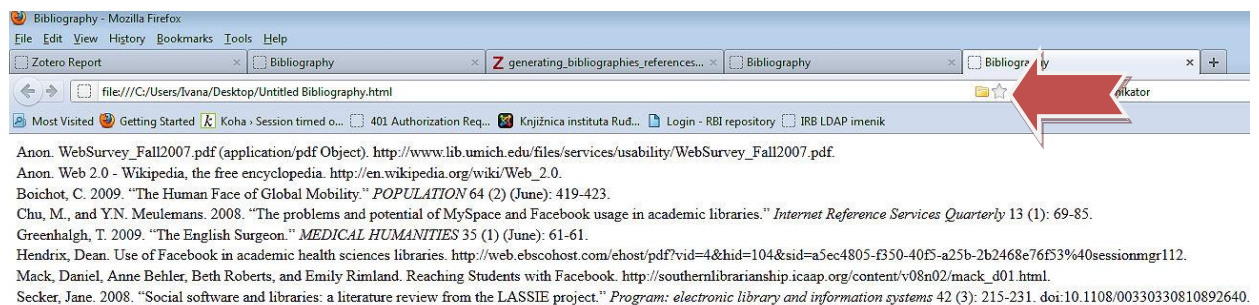 Bibliography - Mozilla Firefox
File Edit View History Bookmarks Tools Help
Zotero Report × Bibliography × Z generating_bibliographies_references... × Bibliography × Bibliography × +
file:///C:/Users/Ivana/Desktop/Untitled Bibliography.html
Most Visited Getting Started k Koha › Session timed o... 401 Authorization Req... Knjižnica instituta Ruđ... Login - RBI repository IRB LDAP imenik
Anon. WebSurvey_Fall2007.pdf (application/pdf Object). http://www.lib.umich.edu/files/services/usability/WebSurvey_Fall2007.pdf.
Anon. Web 2.0 - Wikipedia, the free encyclopedia. http://en.wikipedia.org/wiki/Web_2.0.
Boichot, C. 2009. “The Human Face of Global Mobility.” POPULATION 64 (2) (June): 419-423.
Chu, M., and Y.N. Meulemans. 2008. “The problems and potential of MySpace and Facebook usage in academic libraries.” Internet Reference Services Quarterly 13 (1): 69-85.
Greenhalgh, T. 2009. “The English Surgeon.” MEDICAL HUMANITIES 35 (1) (June): 61-61.
Hendrix, Dean. Use of Facebook in academic health sciences libraries. http://web.ebscohost.com/ehost/pdf?vid=4&hid=104&sid=a5ec4805-f350-40f5-a25b-2b2468e76f53%40sessionmgr112.
Mack, Daniel, Anne Behler, Beth Roberts, and Emily Rimland. Reaching Students with Facebook. http://southernlibrarianship.icaap.org/content/v08n02/mack_d01.html.
Secker, Jane. 2008. “Social software and libraries: a literature review from the LASSIE project.” Program: electronic library and information systems 42 (3): 215-231. doi:10.1108/00330330810892640.